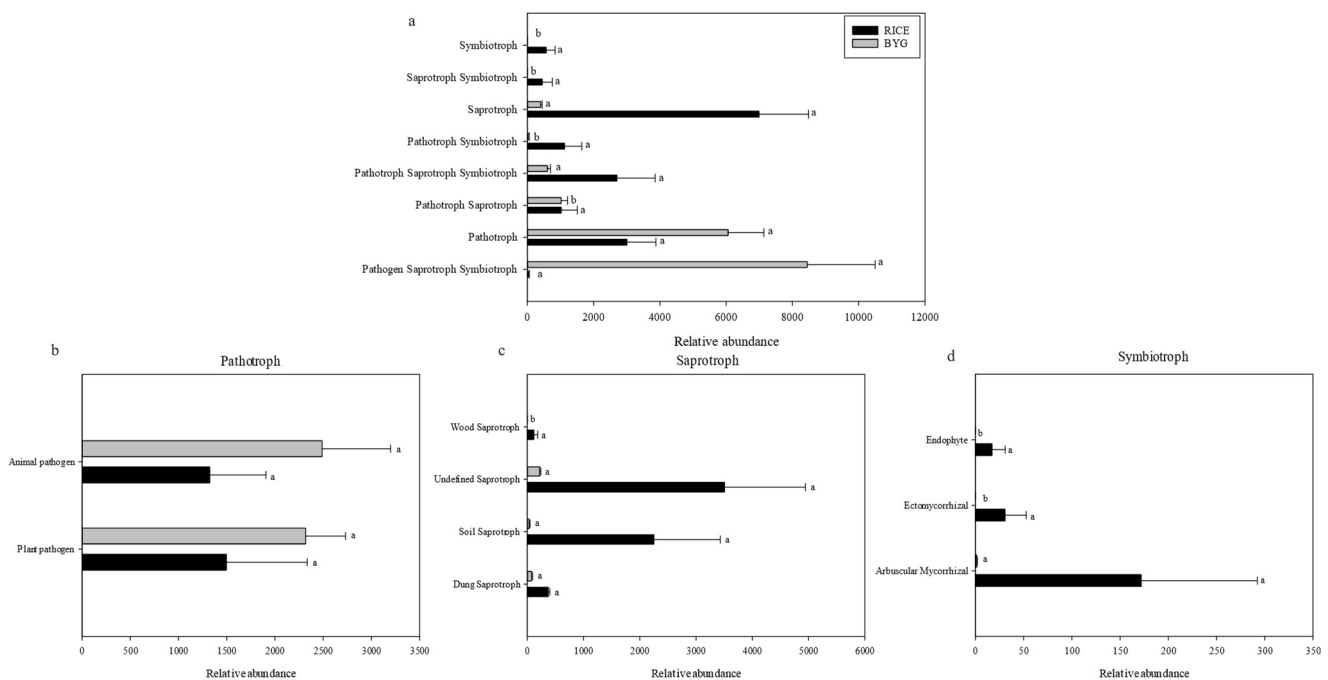 a
RICE
BYG
Symbiotroph
b
a
Saprotroph Symbiotroph
b
a
Saprotroph
a
a
Pathotroph Symbiotroph
b
a
Pathotroph Saprotroph Symbiotroph
a
a
Pathotroph Saprotroph
b
a
Pathotroph
a
a
Pathogen Saprotroph Symbiotroph
a
a
0 2000 4000 6000 8000 10000 12000
Relative abundance
b
Pathotroph
Animal pathogen
a
a
Plant pathogen
a
a
0 500 1000 1500 2000 2500 3000 3500
Relative abundance
c
Saprotroph
Wood Saprotroph
b
a
Undefined Saprotroph
a
a
Soil Saprotroph
a
a
Dung Saprotroph
a
a
0 1000 2000 3000 4000 5000 6000
Relative abundance
d
Symbiotroph
Endophyte
b
a
Ectomycorrhizal
b
a
Arbuscular Mycorrhizal
a
a
0 50 100 150 200 250 300 350
Relative abundance